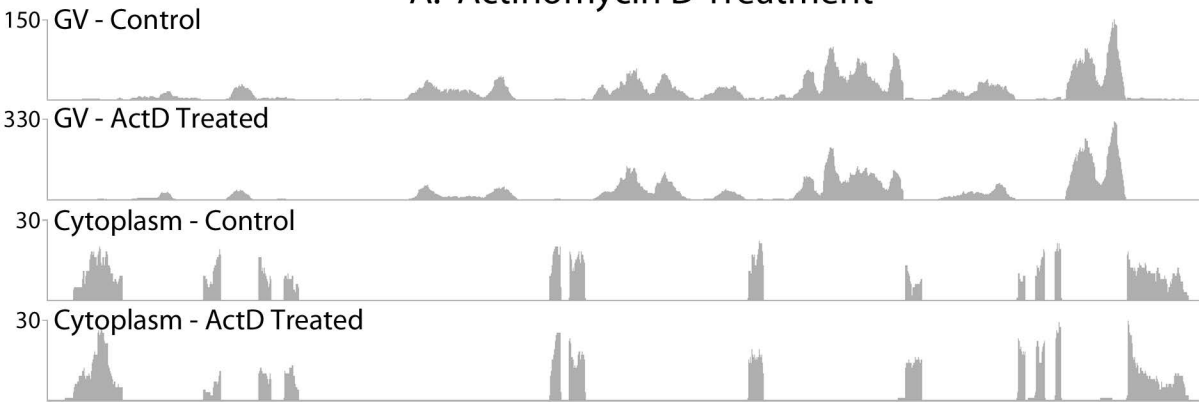 A. Actinomycin D Treatment
150 GV - Control
330 GV - ActD Treated
30 Cytoplasm - Control
30 Cytoplasm - ActD Treated